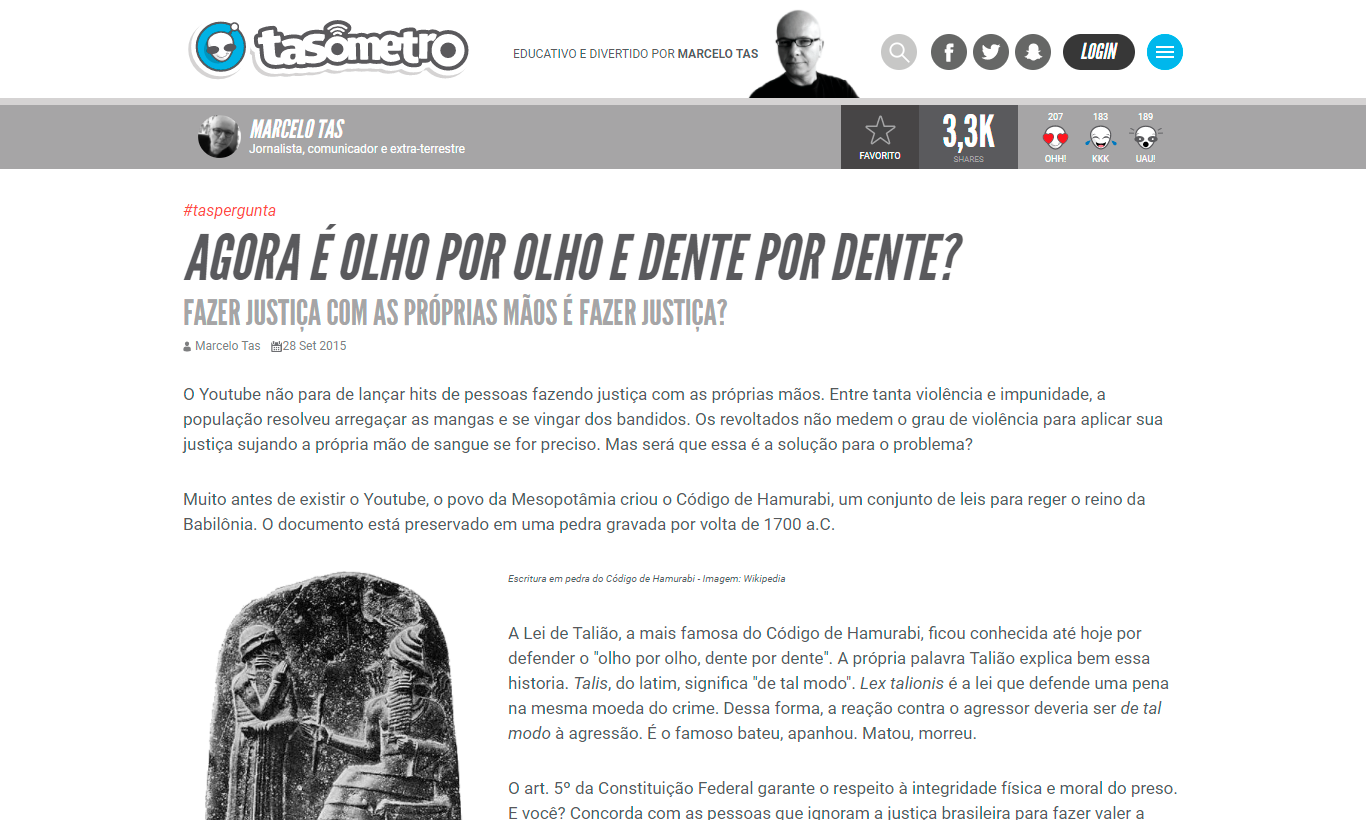 tasômetro
EDUCATIVO E DIVERTIDO POR MARCELO TAS
LOGIN
MARCELO TAS
Jornalista, comunicador e extra-terrestre
FAVORITO
3,3K
SHARES
207
183
189
OHH!
KKK
UAU!
#taspergunta
AGORA É OLHO POR OLHO E DENTE POR DENTE?
FAZER JUSTIÇA COM AS PRÓPRIAS MÃOS É FAZER JUSTIÇA?
Marcelo Tas 28 Set 2015
O Youtube não para de lançar hits de pessoas fazendo justiça com as próprias mãos. Entre tanta violência e impunidade, a
população resolveu arregaçar as mangas e se vingar dos bandidos. Os revoltados não medem o grau de violência para aplicar sua
justiça sujando a própria mão de sangue se for preciso. Mas será que essa é a solução para o problema?
Muito antes de existir o Youtube, o povo da Mesopotâmia criou o Código de Hamurabi, um conjunto de leis para reger o reino da
Babilônia. O documento está preservado em uma pedra gravada por volta de 1700 a.C.
Escritura em pedra do Código de Hamurabi - Imagem: Wikipedia
A Lei de Talião, a mais famosa do Código de Hamurabi, ficou conhecida até hoje por
defender o "olho por olho, dente por dente". A própria palavra Talião explica bem essa
historia. Talis, do latim, significa "de tal modo". Lex talionis é a lei que defende uma pena
na mesma moeda do crime. Dessa forma, a reação contra o agressor deveria ser de tal
modo à agressão. É o famoso bateu, apanhou. Matou, morreu.
O art. 5º da Constituição Federal garante o respeito à integridade física e moral do preso.
E você? Concorda com as pessoas que ignoram a justiça brasileira para fazer valer a